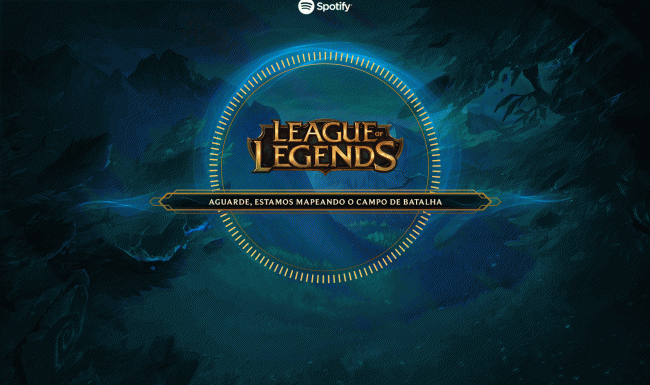 Spotify
LEAGUE OF
LEGENDS
AGUARDE, ESTAMOS MAPEANDO O CAMPO DE BATALHA